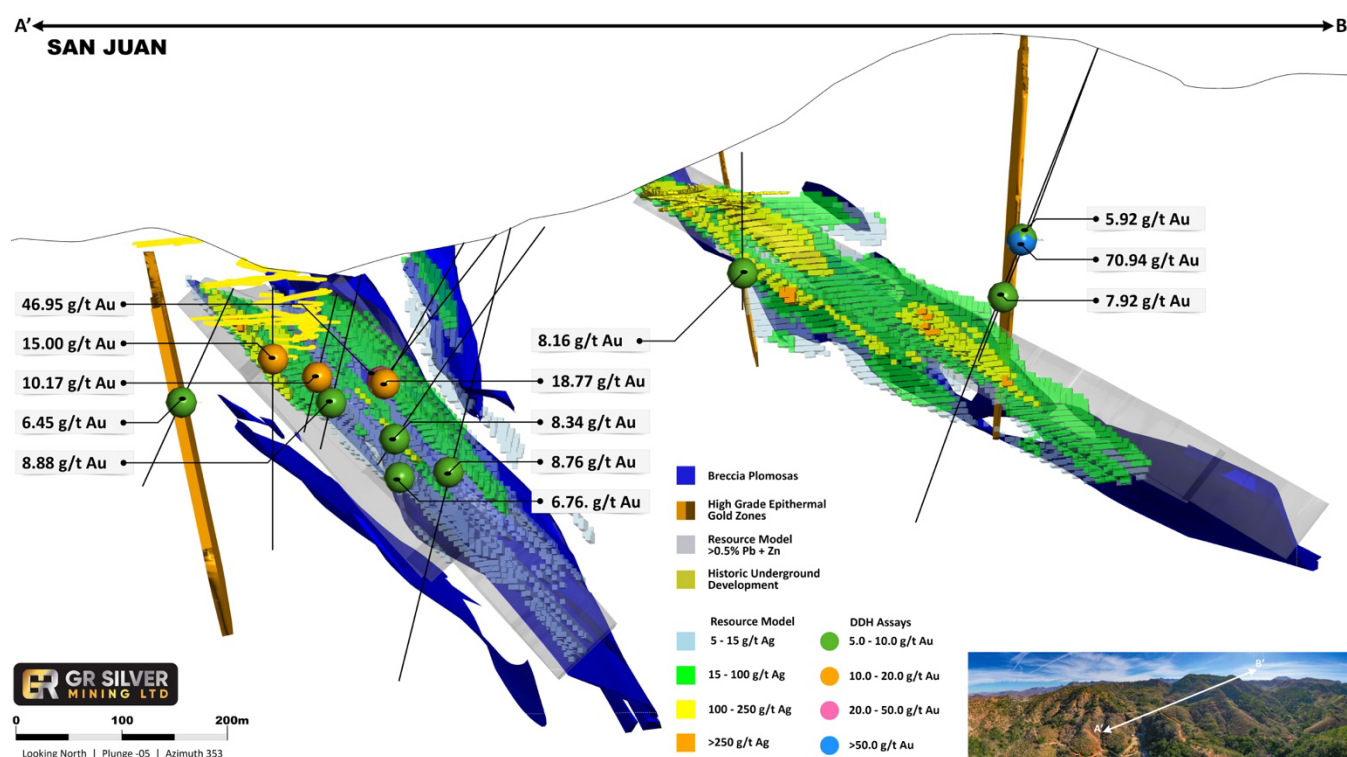 A’
B’
SAN JUAN
46.95 g/t Au
15.00 g/t Au
10.17 g/t Au
6.45 g/t Au
8.88 g/t Au
18.77 g/t Au
8.34 g/t Au
8.76 g/t Au
6.76. g/t Au
8.16 g/t Au
5.92 g/t Au
70.94 g/t Au
7.92 g/t Au
Breccia Plomosas
High Grade Epithermal
Gold Zones
Resource Model
>0.5% Pb + Zn
Historic Underground
Development
Resource Model
5 - 15 g/t Ag
15 - 100 g/t Ag
100 - 250 g/t Ag
>250 g/t Ag
DDH Assays
5.0 - 10.0 g/t Au
10.0 - 20.0 g/t Au
20.0 - 50.0 g/t Au
>50.0 g/t Au
GR GR SILVER
MINING LTD
0 100 200m
Looking North | Plunge -05 | Azimuth 353
A’
B’